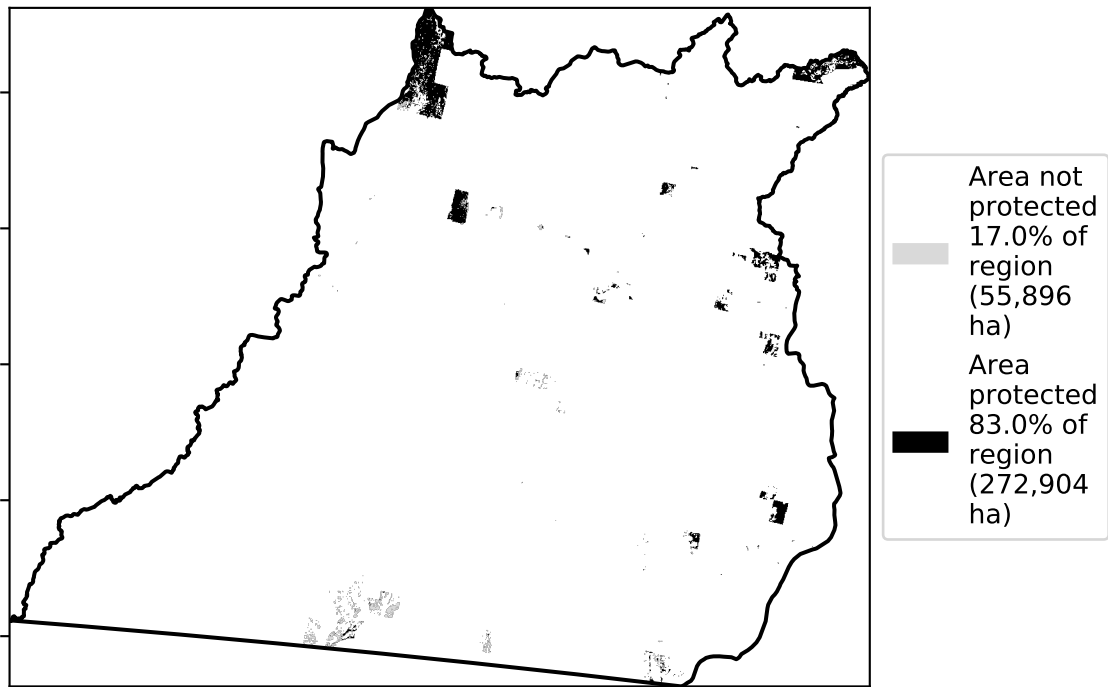 Area not
protected
17.0% of
region
(55,896
ha)
Area
protected
83.0% of
region
(272,904
ha)